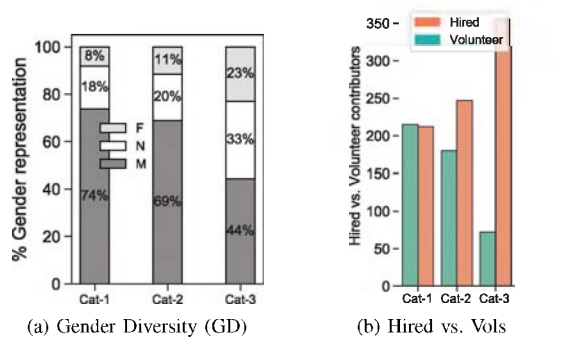 % Gender representation
100
80
60
40
20
0
8%
18%
74%
11%
20%
69%
23%
33%
44%
F
N
M
Cat-1 Cat-2 Cat-3
(a) Gender Diversity (GD)
Hired vs. Volunteer contributors
350
300
250
200
150
100
50
0
Hired
Volunteer
Cat-1 Cat-2 Cat-3
(b) Hired vs. Vols